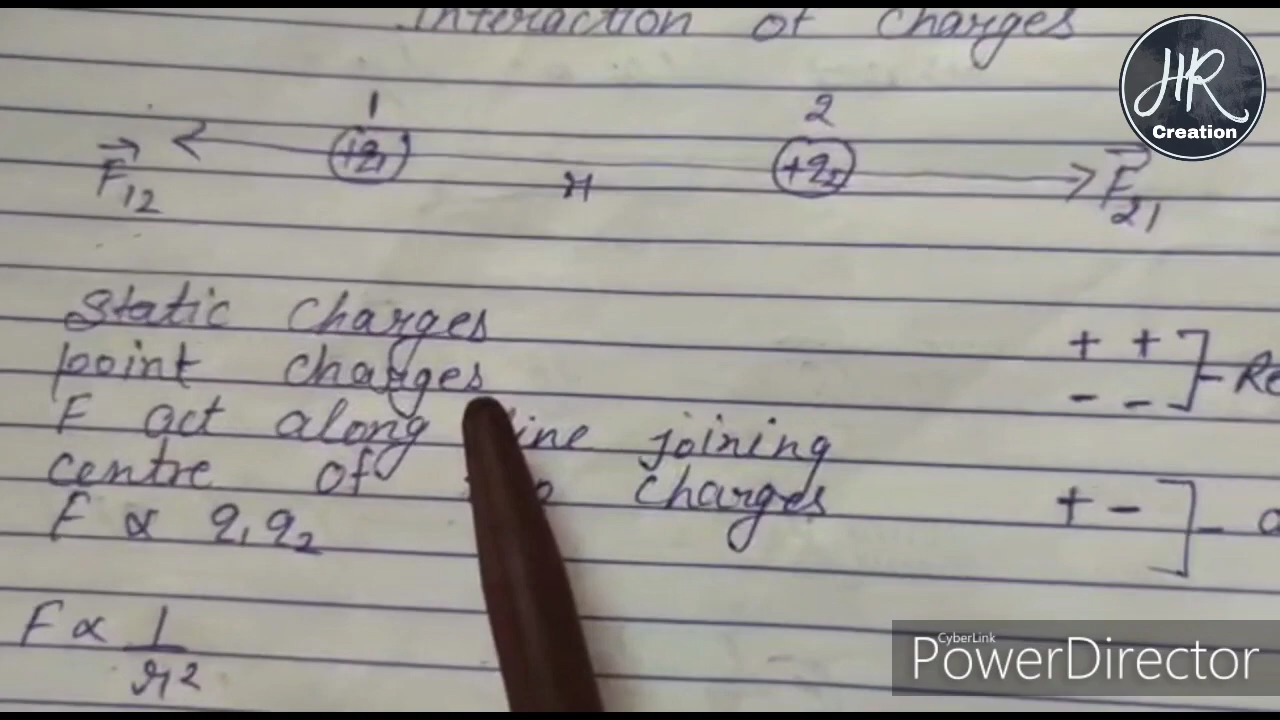 Interaction of Charges
HR
Creation
1
2
+q1
+q2
F12
r
F21
Static Charges
point charges
+ +
- -
F act along line joining
centre of charges
+ -
F ∝ q1q2
F ∝ 1/r2
CyberLink
PowerDirector